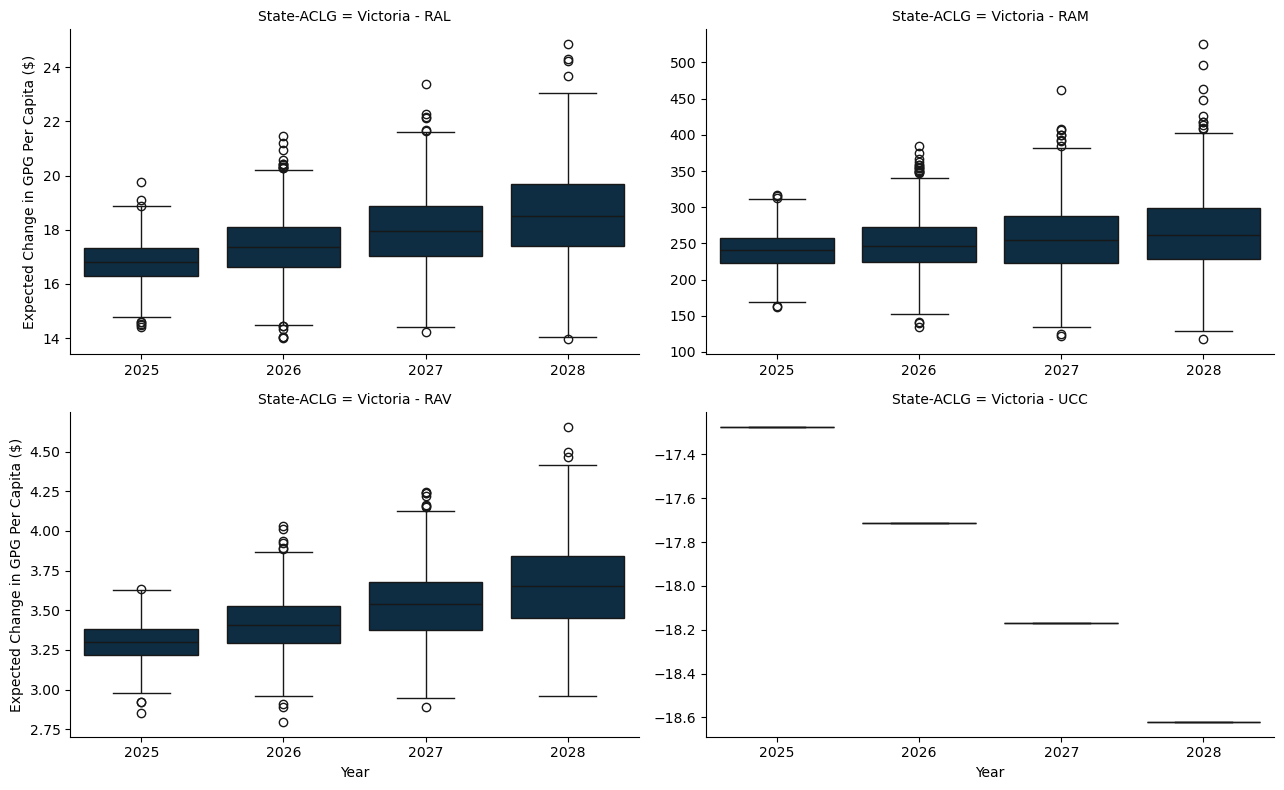 State-ACLG = Victoria - RAL
Expected Change in GPG Per Capita ($)
24
22
20
18
16
14
2025 2026 2027 2028
State-ACLG = Victoria - RAM
500
450
400
350
300
250
200
150
100
2025 2026 2027 2028
State-ACLG = Victoria - RAV
Expected Change in GPG Per Capita ($)
4.50
4.25
4.00
3.75
3.50
3.25
3.00
2.75
2025 2026 2027 2028
Year
State-ACLG = Victoria - UCC
−17.4
−17.6
−17.8
−18.0
−18.2
−18.4
−18.6
2025 2026 2027 2028
Year